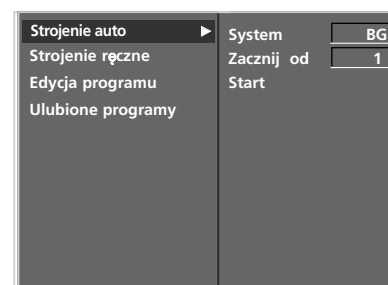 Strojenie auto
Strojenie ręczne
Edycja programu
Ulubione programy
System BG
Zacznij od 1
Start